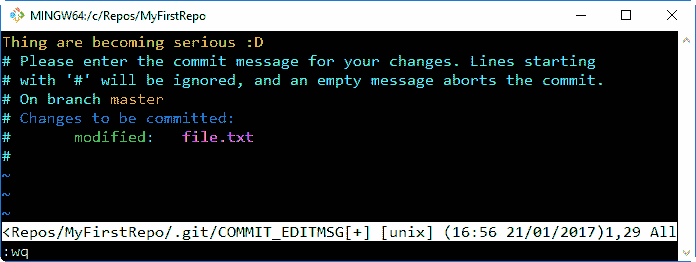 MINGW64:/c/Repos/MyFirstRepo
Thing are becoming serious :D
# Please enter the commit message for your changes. Lines starting
# with '#' will be ignored, and an empty message aborts the commit.
# On branch master
# Changes to be committed:
#       modified:   file.txt
#
~
~
~
<Repos/MyFirstRepo/.git/COMMIT_EDITMSG[+] [unix] (16:56 21/01/2017)1,29 All
:wq